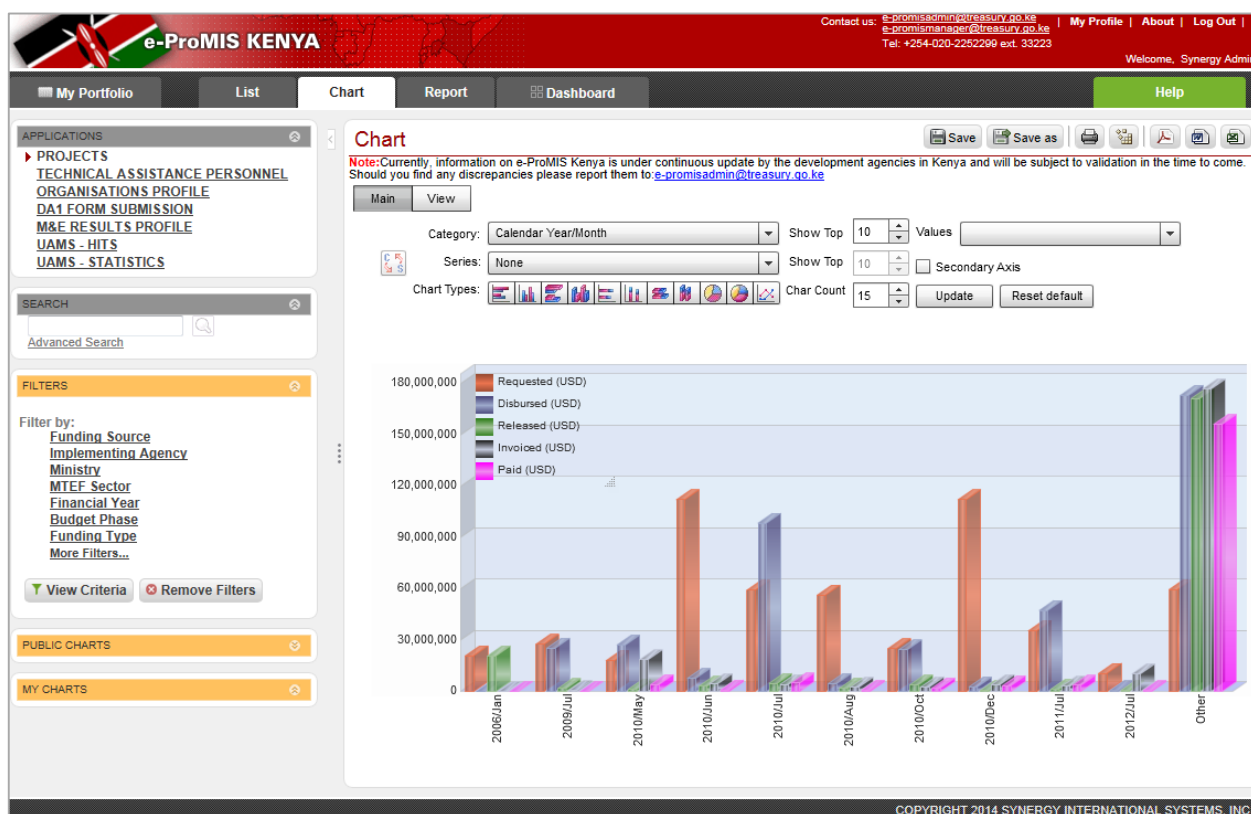 Contact us: e-promisadmin@treasury.go.ke | My Profile | About | Log Out |
e-promismanager@treasury.go.ke
Tel: +254-020-2252299 ext. 33223
e-ProMIS KENYA
Welcome, Synergy Admi
My Portfolio List Chart Report Dashboard Help
APPLICATIONS
PROJECTS
TECHNICAL ASSISTANCE PERSONNEL
ORGANISATIONS PROFILE
DA1 FORM SUBMISSION
M&E RESULTS PROFILE
UAMS - HITS
UAMS - STATISTICS
SEARCH
Advanced Search
FILTERS
Filter by:
Funding Source
Implementing Agency
Ministry
MTEF Sector
Financial Year
Budget Phase
Funding Type
More Filters...
View Criteria Remove Filters
PUBLIC CHARTS
MY CHARTS
Chart
Save Save as
Note:Currently, information on e-ProMIS Kenya is under continuous update by the development agencies in Kenya and will be subject to validation in the time to come.
Should you find any discrepancies please report them to:e-promisadmin@treasury.go.ke
Main View
Category: Calendar Year/Month Show Top 10 Values
Series: None Show Top 10 Secondary Axis
Chart Types: Char Count 15 Update Reset default
180,000,000
150,000,000
120,000,000
90,000,000
60,000,000
30,000,000
0
Requested (USD)
Disbursed (USD)
Released (USD)
Invoiced (USD)
Paid (USD)
2006/Jan
2009/Jul
2010/May
2010/Jun
2010/Jul
2010/Aug
2010/Oct
2010/Dec
2011/Jul
2012/Jul
Other
COPYRIGHT 2014 SYNERGY INTERNATIONAL SYSTEMS, INC